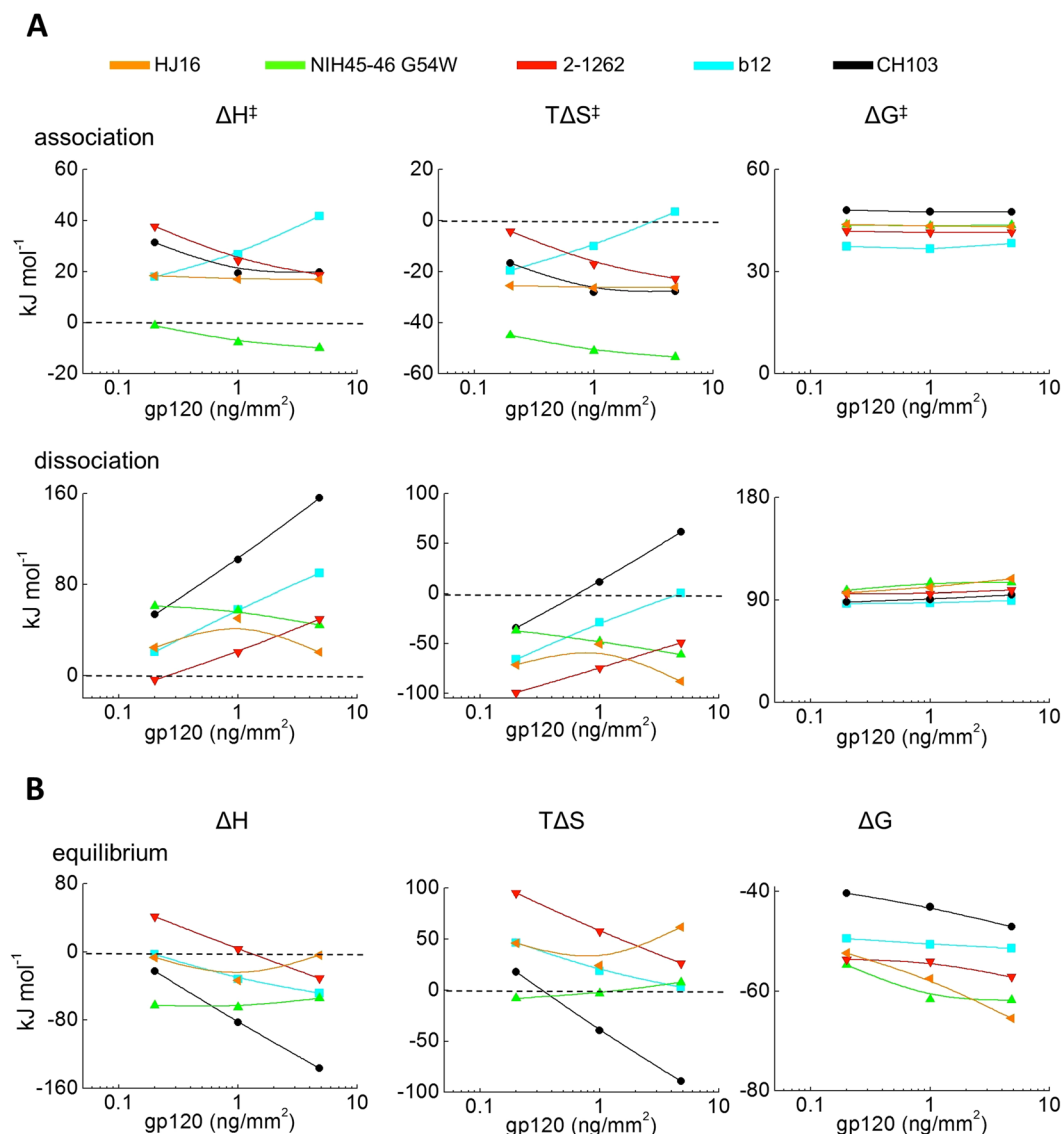 A
HJ16 NIH45-46 G54W 2-1262 b12 CH103
ΔH‡ TΔS‡ ΔG‡
association
kJ mol⁻¹
60 40 20 0 -20
0.1 1 10
gp120 (ng/mm²)
20 0 -20 -40 -60
0.1 1 10
gp120 (ng/mm²)
60 30 0
0.1 1 10
gp120 (ng/mm²)
dissociation
kJ mol⁻¹
160 80 0
0.1 1 10
gp120 (ng/mm²)
100 50 0 -50 -100
0.1 1 10
gp120 (ng/mm²)
180 90 0
0.1 1 10
gp120 (ng/mm²)
B
ΔH TΔS ΔG
equilibrium
kJ mol⁻¹
80 0 -80 -160
0.1 1 10
gp120 (ng/mm²)
100 50 0 -50 -100
0.1 1 10
gp120 (ng/mm²)
-40 -60 -80
0.1 1 10
gp120 (ng/mm²)